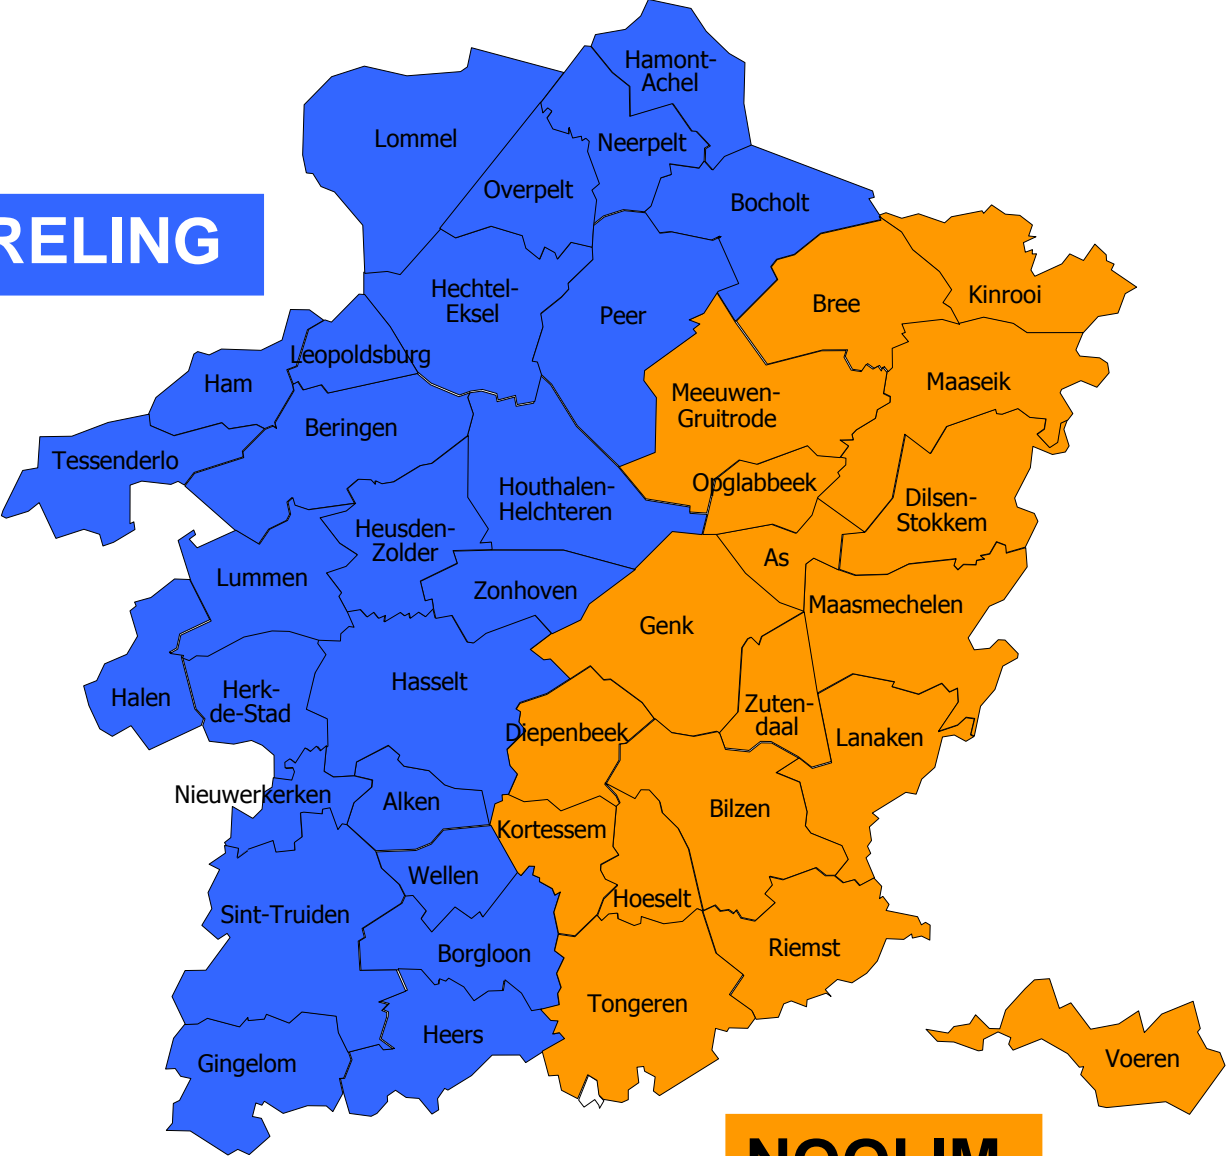 Hamont-
Achel
Lommel
Neerpelt
Overpelt
Bocholt
RELING
Hechtel-
Eksel
Peer
Bree
Kinrooi
Leopoldsburg
Ham
Meeuwen-
Gruitrode
Maaseik
Beringen
Tessenderlo
Houthalen-
Helchteren
Opglabbeek
Dilsen-
Stokkem
Heusden-
Zolder
As
Lummen
Zonhoven
Maasmechelen
Genk
Halen
Herk-
de-Stad
Hasselt
Zuten-
daal
Diepenbeek
Lanaken
Nieuwerkerken
Alken
Bilzen
Kortessem
Wellen
Hoeselt
Sint-Truiden
Borgloon
Riemst
Tongeren
Heers
Gingelom
Voeren
NOOLIM